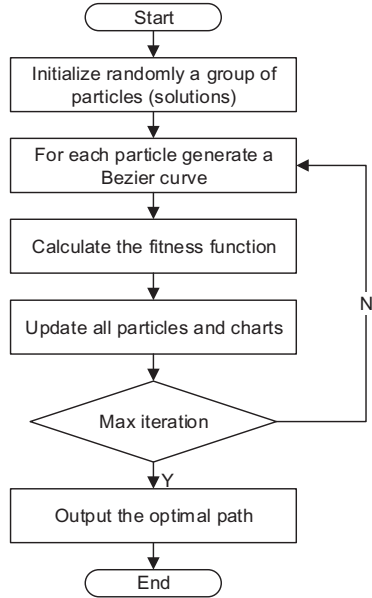 Start
Initialize randomly a group of
particles (solutions)
For each particle generate a
Bezier curve
Calculate the fitness function
Update all particles and charts
N
Max iteration
Y
Output the optimal path
End